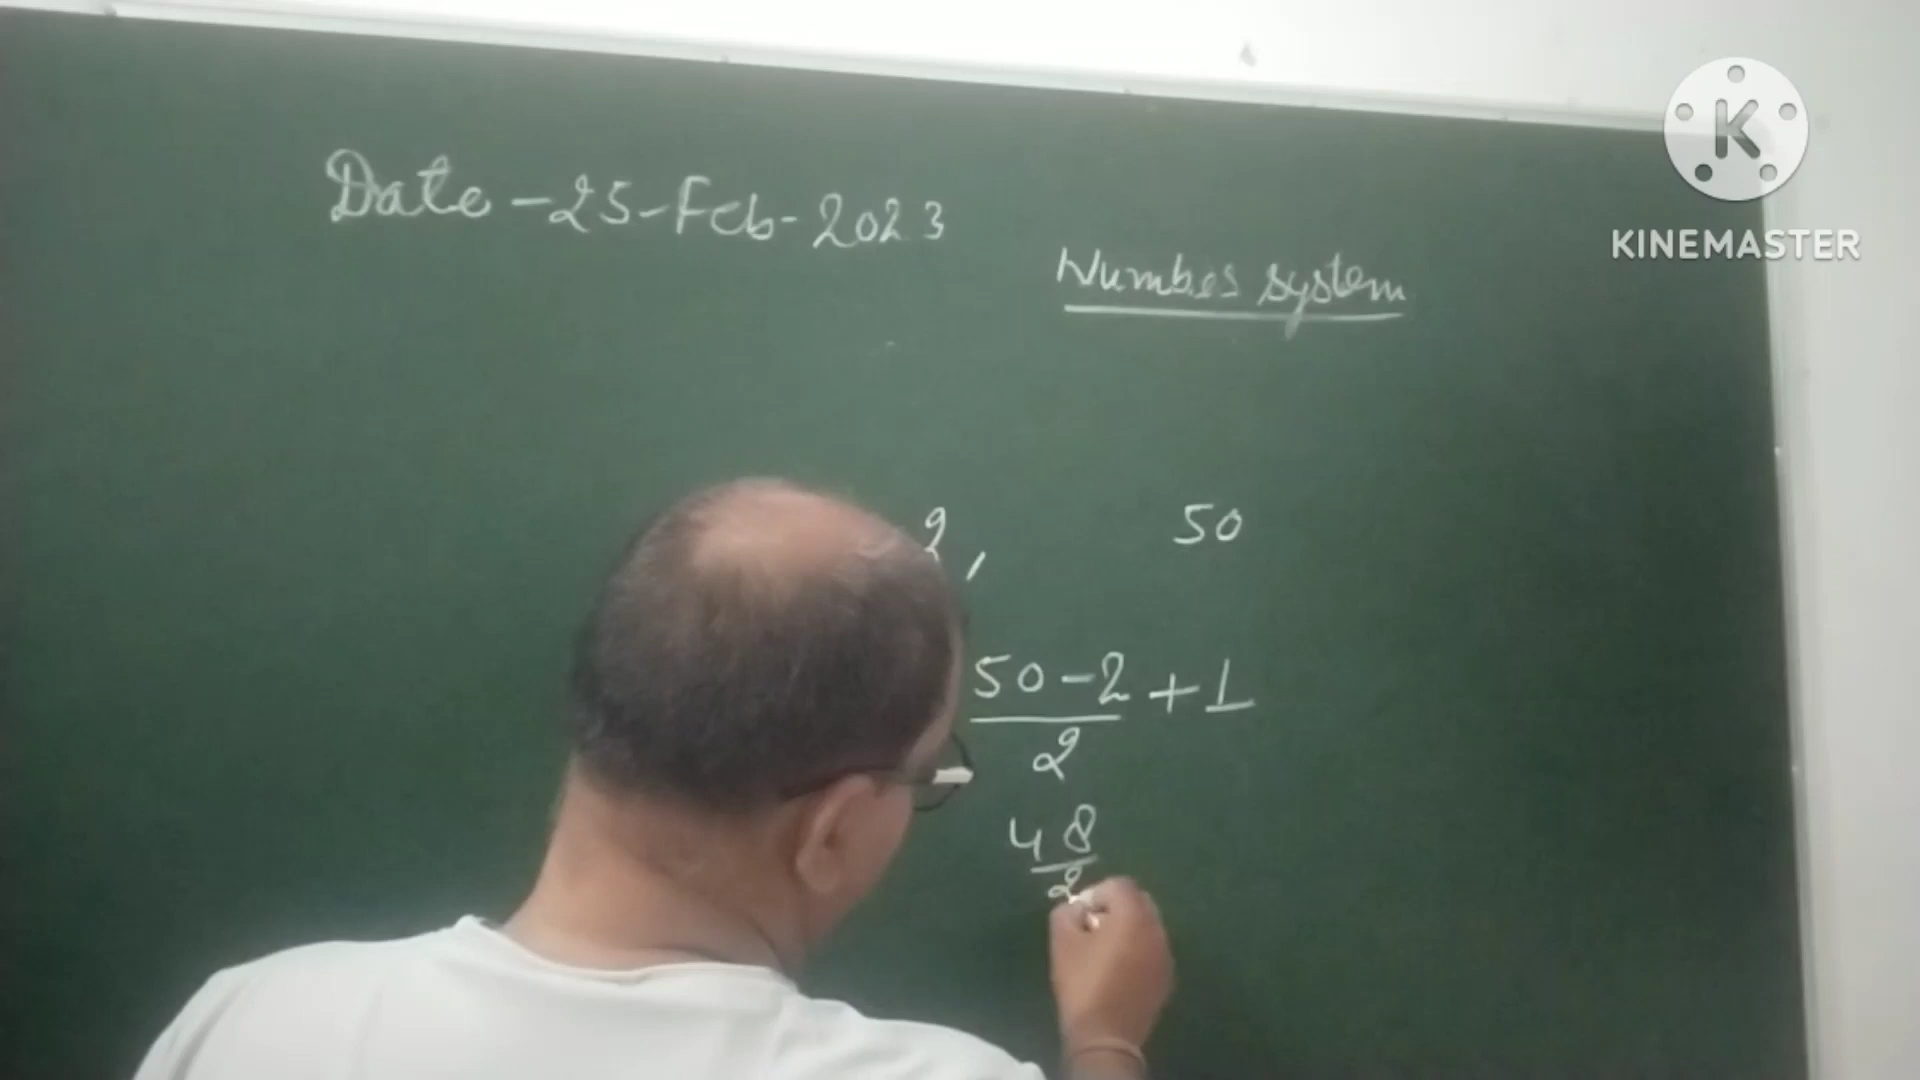 Date - 25 - Feb - 2023
K
KINEMASTER
Number system
2, 50
50 - 2 + 1
2
48
2